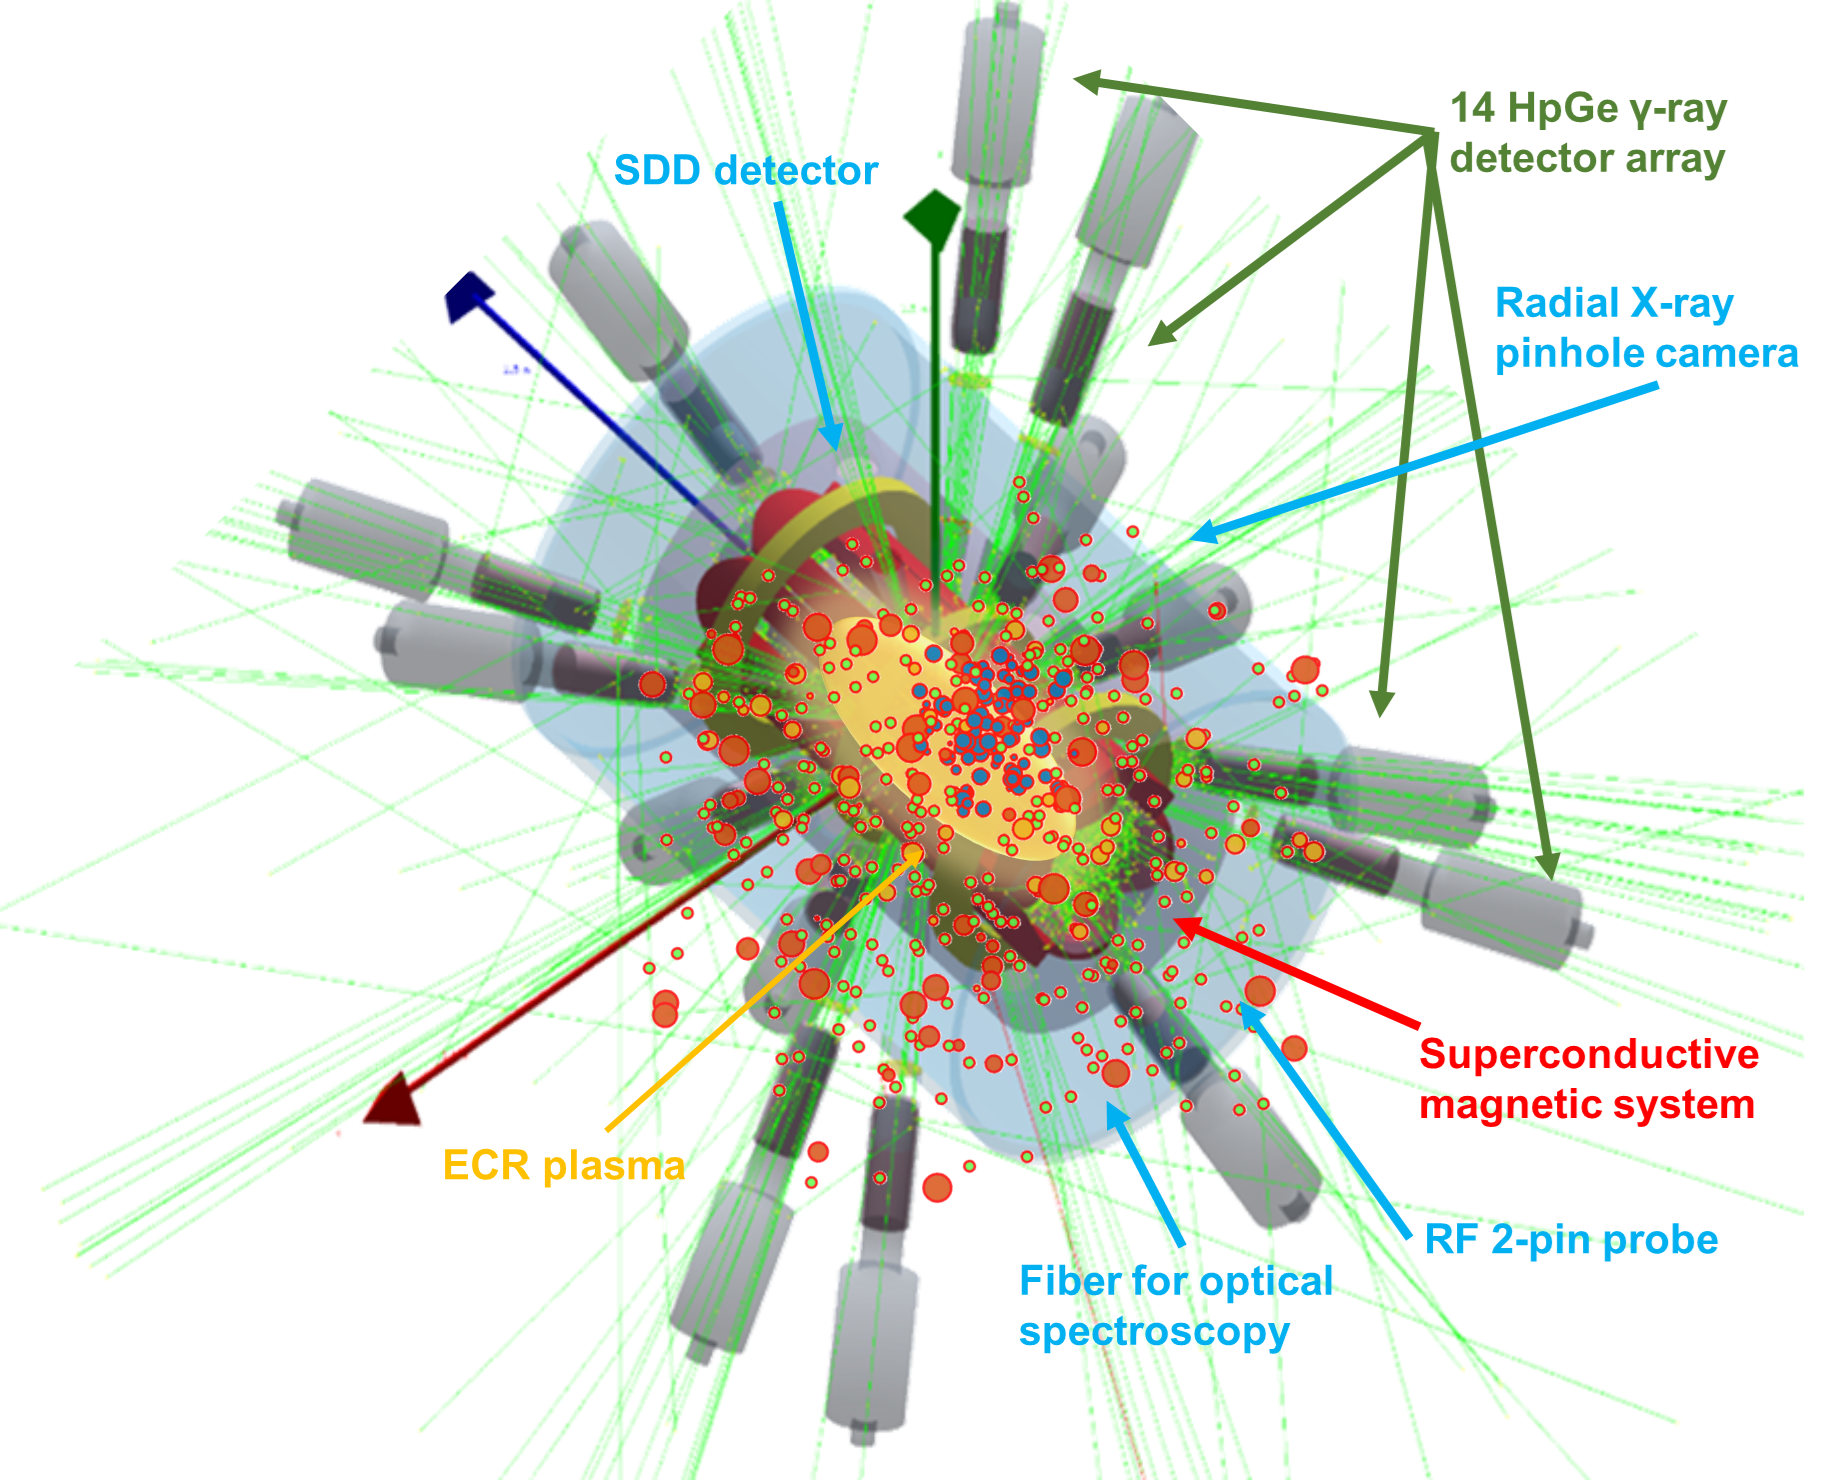 14 HpGe γ-ray
detector array
SDD detector
Radial X-ray
pinhole camera
Superconductive
magnetic system
ECR plasma
RF 2-pin probe
Fiber for optical
spectroscopy